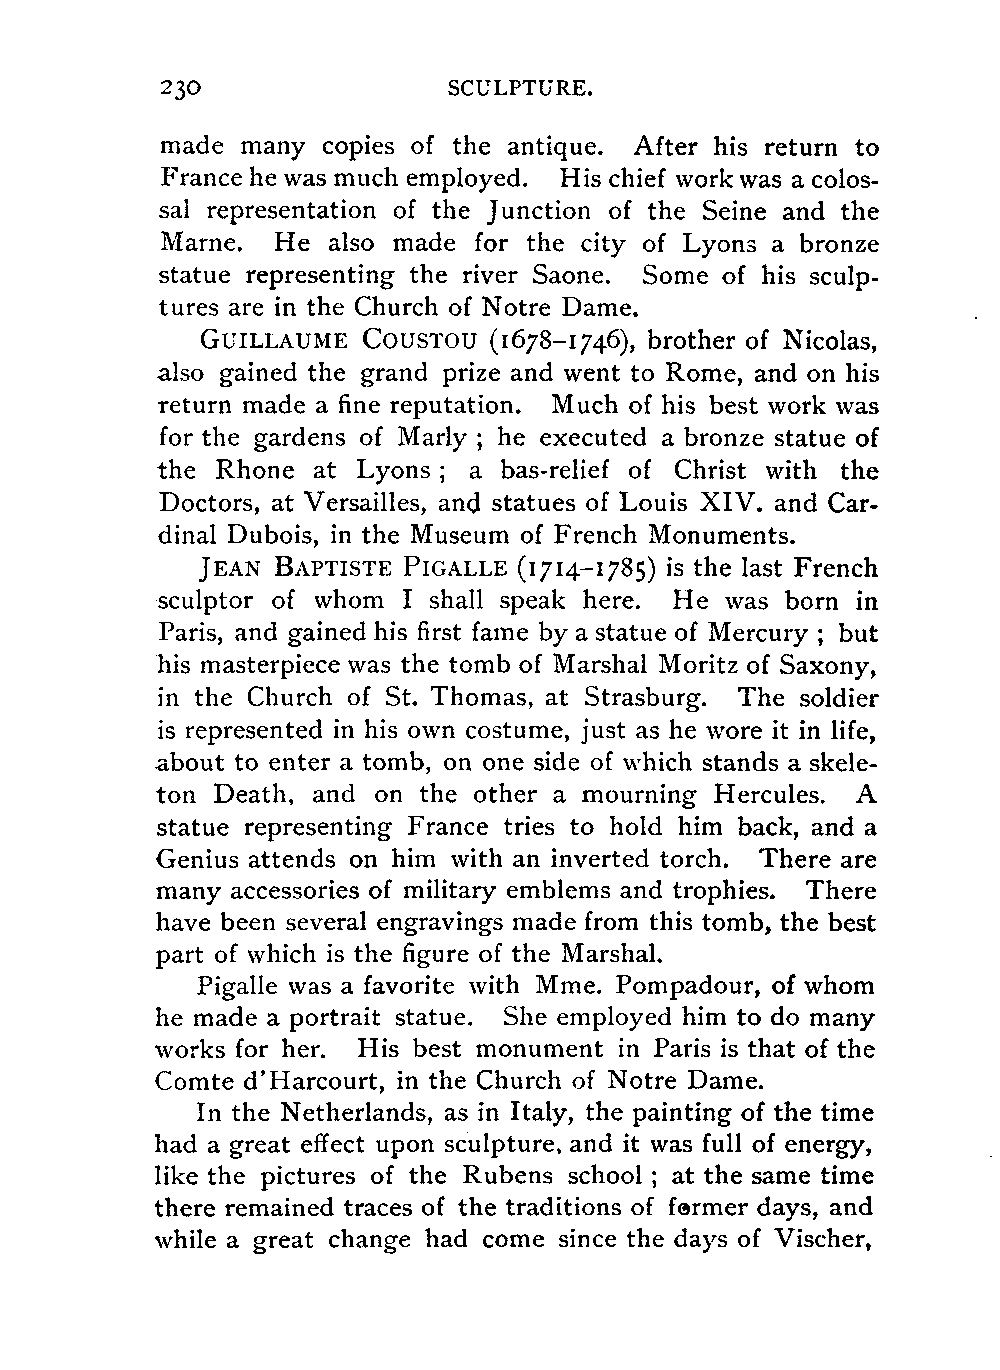 230 SCULPTURE.
made many copies of the antique. After his return to
France he was much employed. His chief work was a colos-
sal representation of the Junction of the Seine and the
Marne. He also made for the city of Lyons a bronze
statue representing the river Saone. Some of his sculp-
tures are in the Church of Notre Dame.
GUILLAUME COUSTOU (1678–1746), brother of Nicolas,
also gained the grand prize and went to Rome, and on his
return made a fine reputation. Much of his best work was
for the gardens of Marly ; he executed a bronze statue of
the Rhone at Lyons ; a bas-relief of Christ with the
Doctors, at Versailles, and statues of Louis XIV. and Car-
dinal Dubois, in the Museum of French Monuments.
JEAN BAPTISTE PIGALLE (1714–1785) is the last French
sculptor of whom I shall speak here. He was born in
Paris, and gained his first fame by a statue of Mercury ; but
his masterpiece was the tomb of Marshal Moritz of Saxony,
in the Church of St. Thomas, at Strasburg. The soldier
is represented in his own costume, just as he wore it in life,
about to enter a tomb, on one side of which stands a skele-
ton Death, and on the other a mourning Hercules. A
statue representing France tries to hold him back, and a
Genius attends on him with an inverted torch. There are
many accessories of military emblems and trophies. There
have been several engravings made from this tomb, the best
part of which is the figure of the Marshal.
Pigalle was a favorite with Mme. Pompadour, of whom
he made a portrait statue. She employed him to do many
works for her. His best monument in Paris is that of the
Comte d'Harcourt, in the Church of Notre Dame.
In the Netherlands, as in Italy, the painting of the time
had a great effect upon sculpture, and it was full of energy,
like the pictures of the Rubens school ; at the same time
there remained traces of the traditions of former days, and
while a great change had come since the days of Vischer,